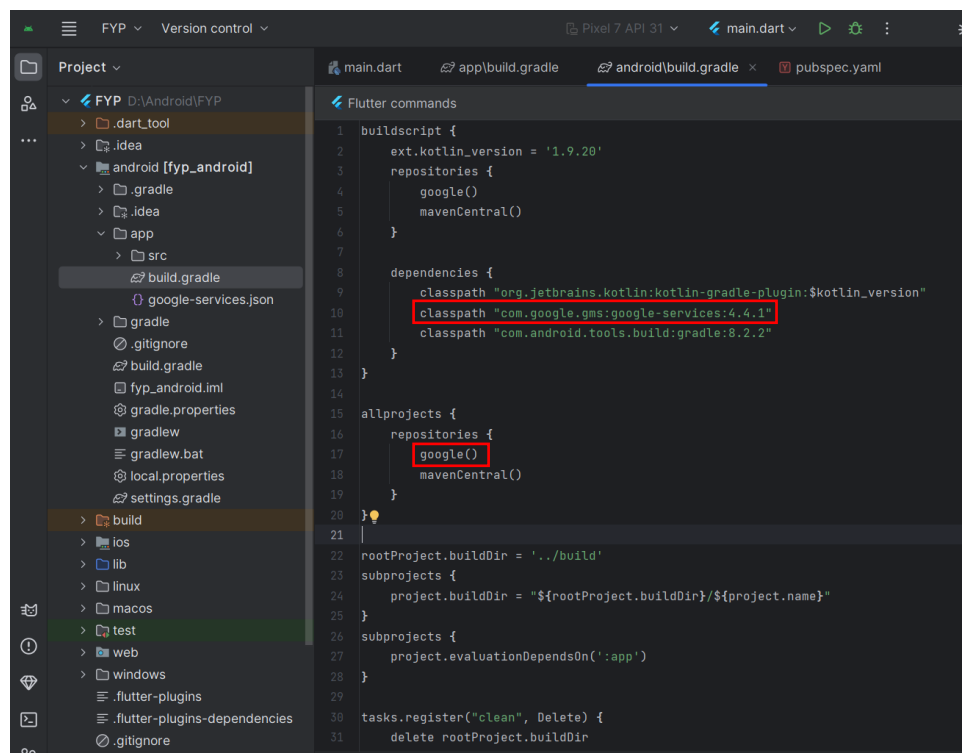 FYP
Version control
Pixel 7 API 31
main.dart
Project
main.dart
app\build.gradle
android\build.gradle
pubspec.yaml
Flutter commands
FYP D:\Android\FYP
.dart_tool
.idea
android [fyp_android]
.gradle
.idea
app
src
build.gradle
google-services.json
gradle
.gitignore
build.gradle
fyp_android.iml
gradle.properties
gradlew
gradlew.bat
local.properties
settings.gradle
build
ios
lib
linux
macos
test
web
windows
.flutter-plugins
.flutter-plugins-dependencies
.gitignore
1 buildscript {
2 ext.kotlin_version = '1.9.20'
3 repositories {
4 google()
5 mavenCentral()
6 }
7
8 dependencies {
9 classpath "org.jetbrains.kotlin:kotlin-gradle-plugin:$kotlin_version"
10 classpath "com.google.gms:google-services:4.4.1"
11 classpath "com.android.tools.build:gradle:8.2.2"
12 }
13 }
14
15 allprojects {
16 repositories {
17 google()
18 mavenCentral()
19 }
20 }
21
22 rootProject.buildDir = '../build'
23 subprojects {
24 project.buildDir = "${rootProject.buildDir}/${project.name}"
25 }
26 subprojects {
27 project.evaluationDependsOn(':app')
28 }
29
30 tasks.register("clean", Delete) {
31 delete rootProject.buildDir